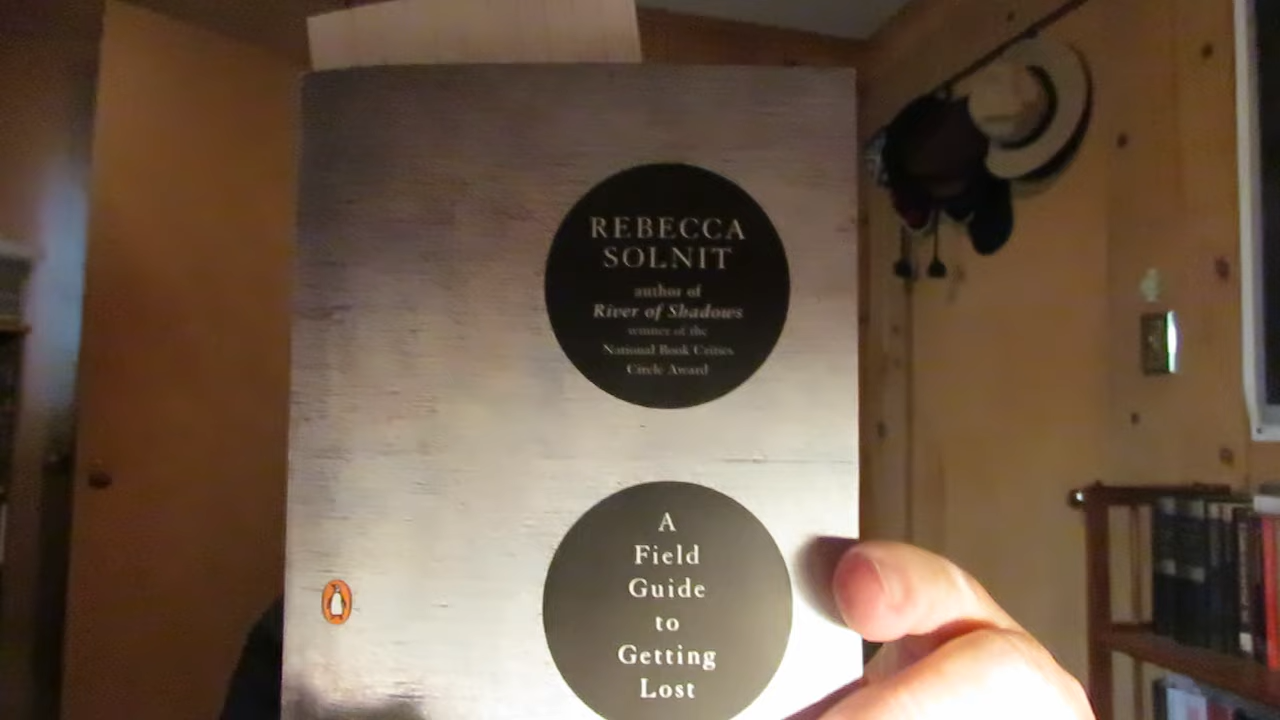 REBECCA
SOLNIT
author of
River of Shadows
winner of the
National Book Critics
Circle Award
A
Field
Guide
to
Getting
Lost